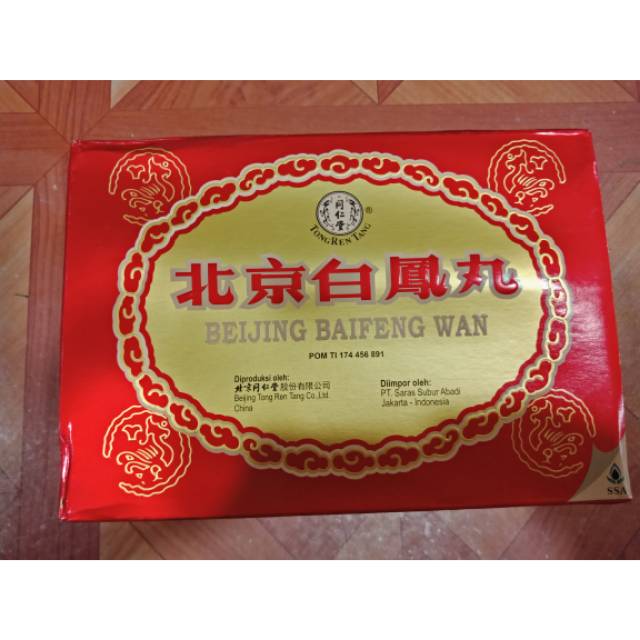 同仁堂
TONGREN TANG ®
北京白鳳丸
BEIJING BAIFENG WAN
POM TI 174 456 891
Diproduksi oleh:
北京同仁堂股份有限公司
Beijing Tong Ren Tang Co.,Ltd.
China
Diimpor oleh:
PT. Saras Subur Abadi
Jakarta - Indonesia
SSA